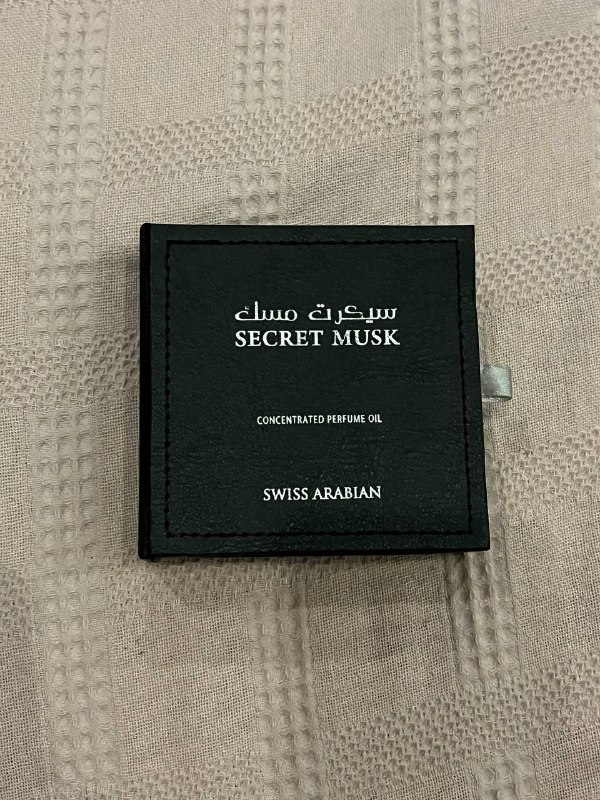 سيكرت مسك
SECRET MUSK
CONCENTRATED PERFUME OIL
SWISS ARABIAN